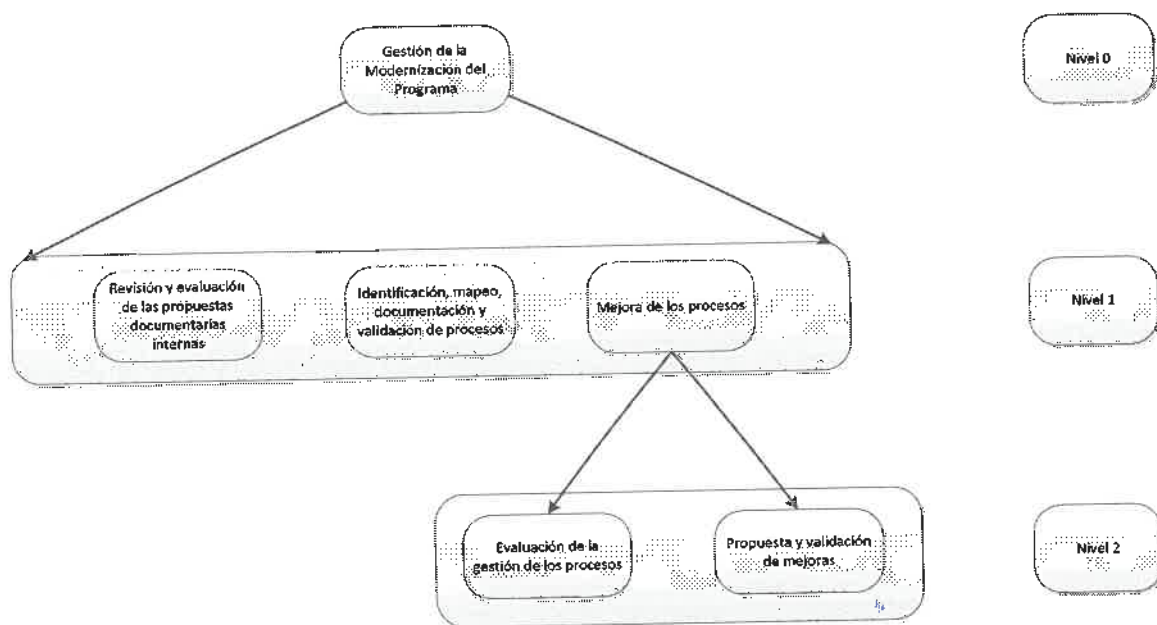 Gestión de la
Modernización del
Programa
Nivel 0
Revisión y evaluación
de las propuestas
documentarias
internas
Identificación, mapeo,
documentación y
validación de procesos
Mejora de los procesos
Nivel 1
Evaluación de la
gestión de los procesos
Propuesta y validación
de mejoras
Nivel 2